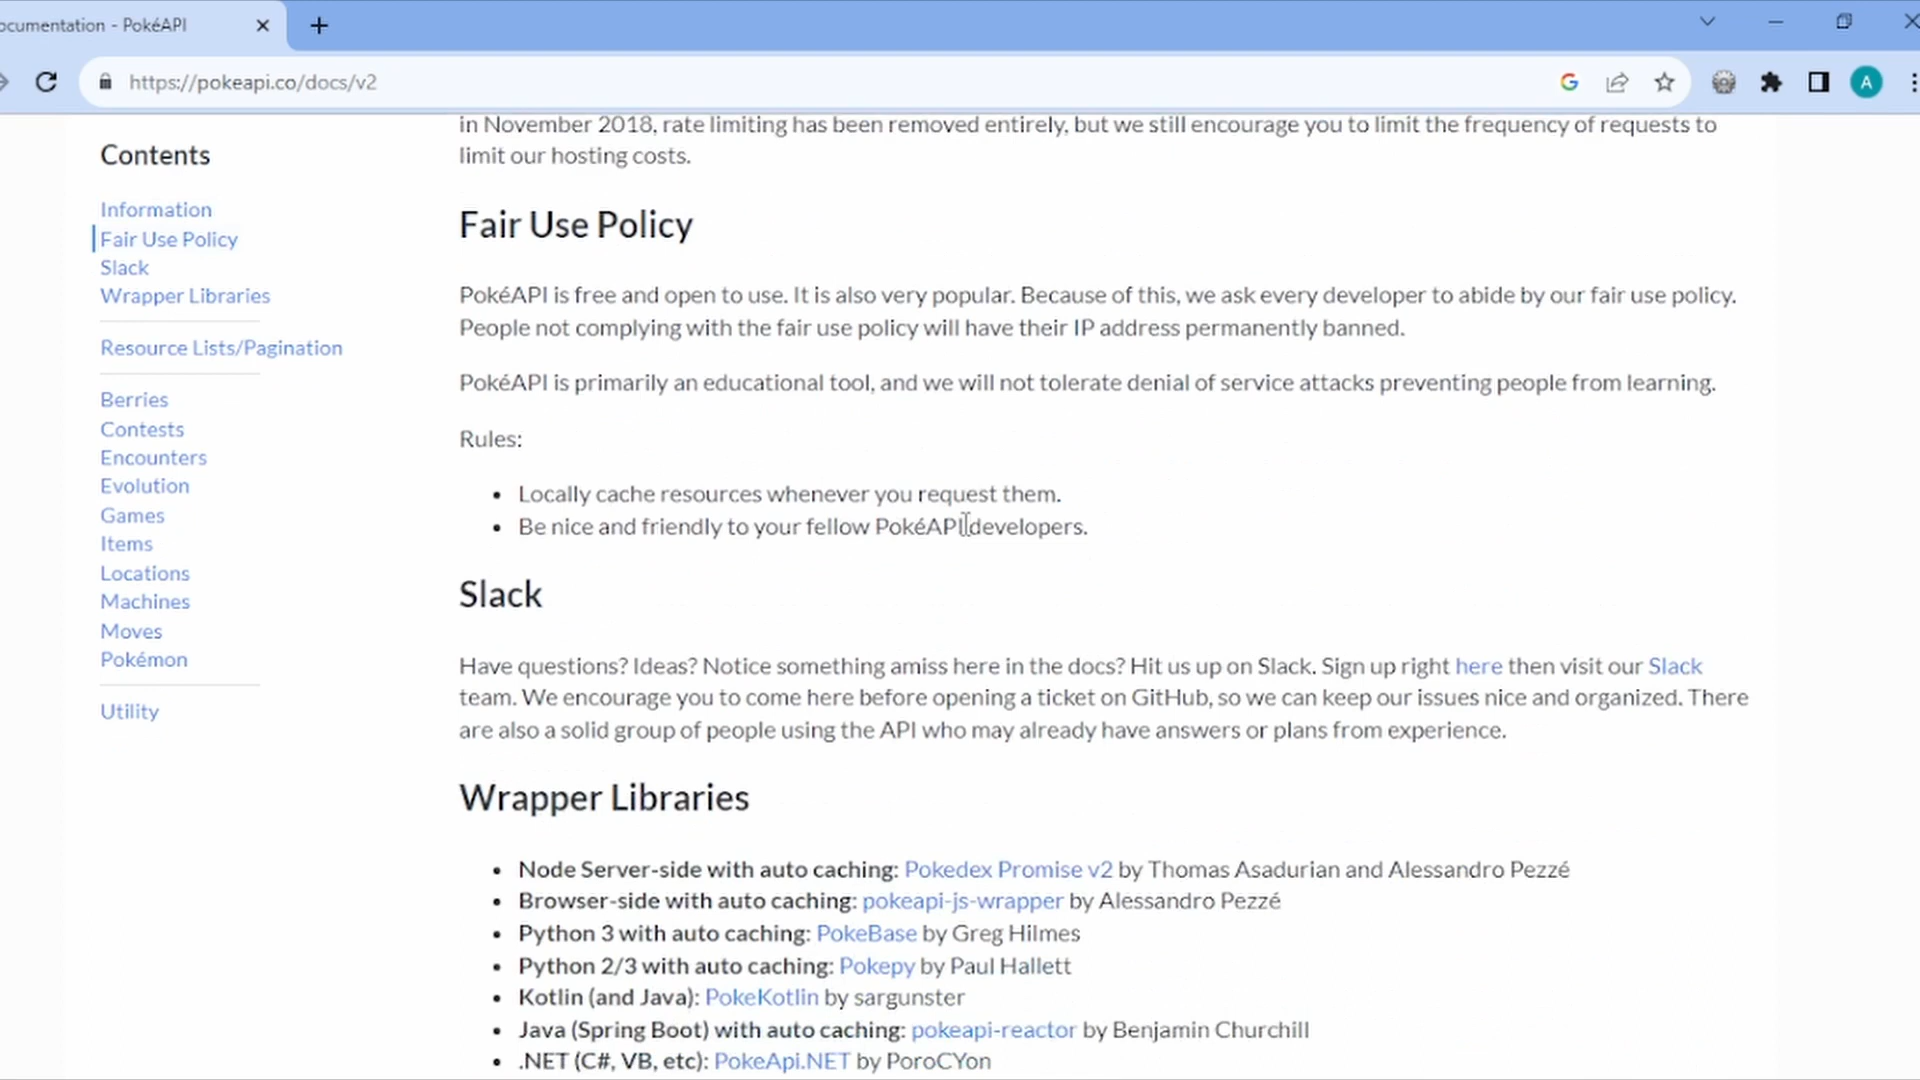 ocumentation - PokéAPI
https://pokeapi.co/docs/v2
A
Contents
Information
Fair Use Policy
Slack
Wrapper Libraries
Resource Lists/Pagination
Berries
Contests
Encounters
Evolution
Games
Items
Locations
Machines
Moves
Pokémon
Utility
in November 2018, rate limiting has been removed entirely, but we still encourage you to limit the frequency of requests to
limit our hosting costs.
Fair Use Policy
PokéAPI is free and open to use. It is also very popular. Because of this, we ask every developer to abide by our fair use policy.
People not complying with the fair use policy will have their IP address permanently banned.
PokéAPI is primarily an educational tool, and we will not tolerate denial of service attacks preventing people from learning.
Rules:
• Locally cache resources whenever you request them.
• Be nice and friendly to your fellow PokéAPI developers.
Slack
Have questions? Ideas? Notice something amiss here in the docs? Hit us up on Slack. Sign up right here then visit our Slack
team. We encourage you to come here before opening a ticket on GitHub, so we can keep our issues nice and organized. There
are also a solid group of people using the API who may already have answers or plans from experience.
Wrapper Libraries
• Node Server-side with auto caching: Pokedex Promise v2 by Thomas Asadurian and Alessandro Pezzé
• Browser-side with auto caching: pokeapi-js-wrapper by Alessandro Pezzé
• Python 3 with auto caching: PokeBase by Greg Hilmes
• Python 2/3 with auto caching: Pokepy by Paul Hallett
• Kotlin (and Java): PokeKotlin by sargunster
• Java (Spring Boot) with auto caching: pokeapi-reactor by Benjamin Churchill
• .NET (C#, VB, etc): PokeApi.NET by PoroCYon